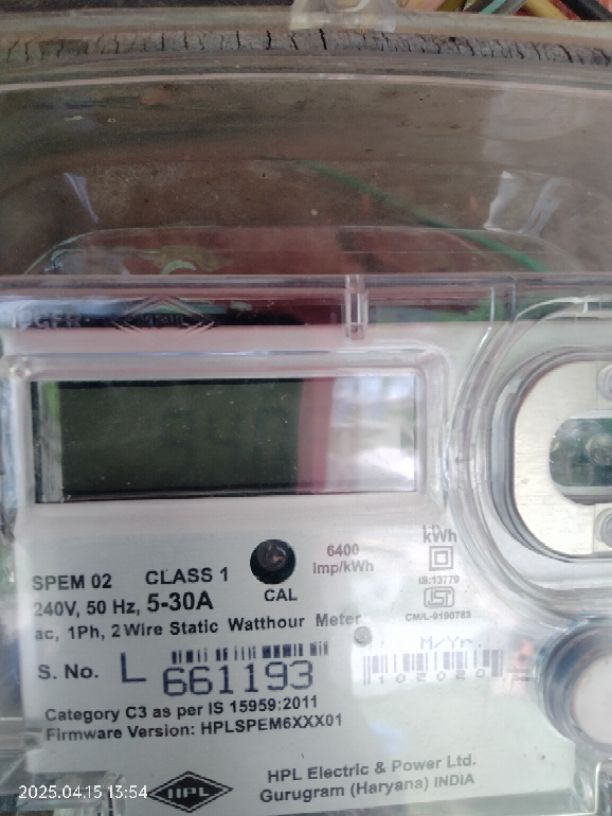 kWh
6400
Imp/kWh
IS:13779
CM/L-9190783
SPEM 02 CLASS 1
CAL
240V, 50 Hz, 5-30A
ac, 1Ph, 2 Wire Static Watthour Meter
M/Yr.
S. No. L 661193
102020
Category C3 as per IS 15959:2011
Firmware Version: HPLSPEM6XXX01
HPL
HPL Electric & Power Ltd.
Gurugram (Haryana) INDIA
2025.04.15 13:54